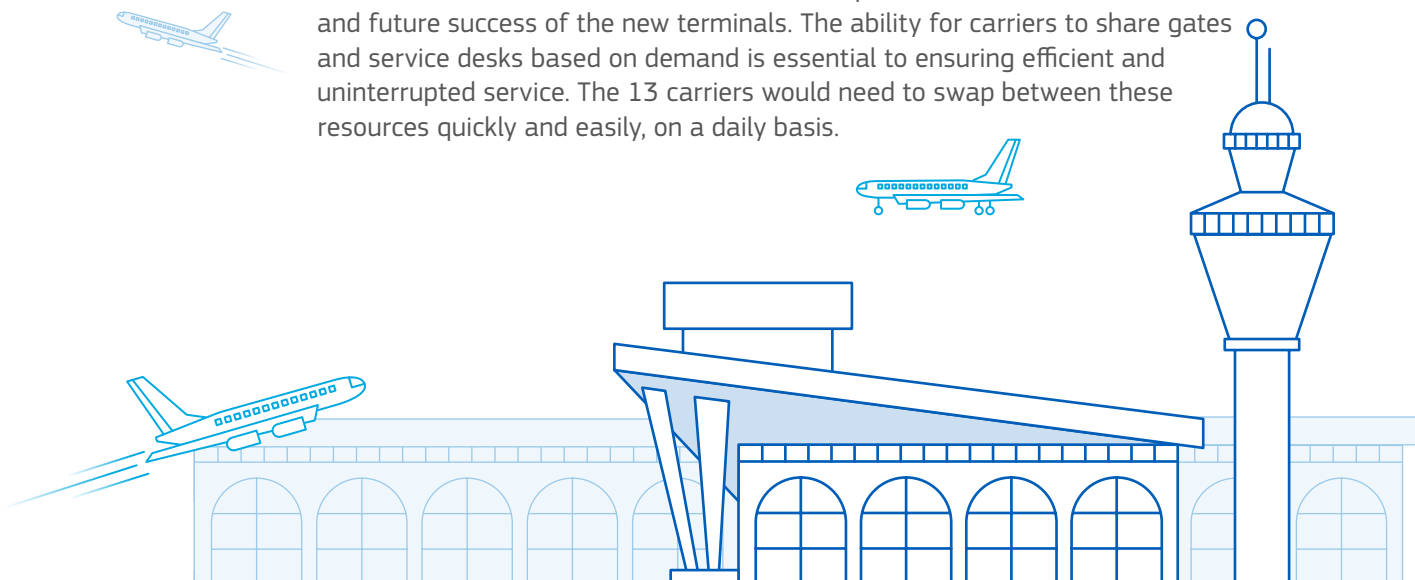 and future success of the new terminals. The ability for carriers to share gates
and service desks based on demand is essential to ensuring efficient and
uninterrupted service. The 13 carriers would need to swap between these
resources quickly and easily, on a daily basis.